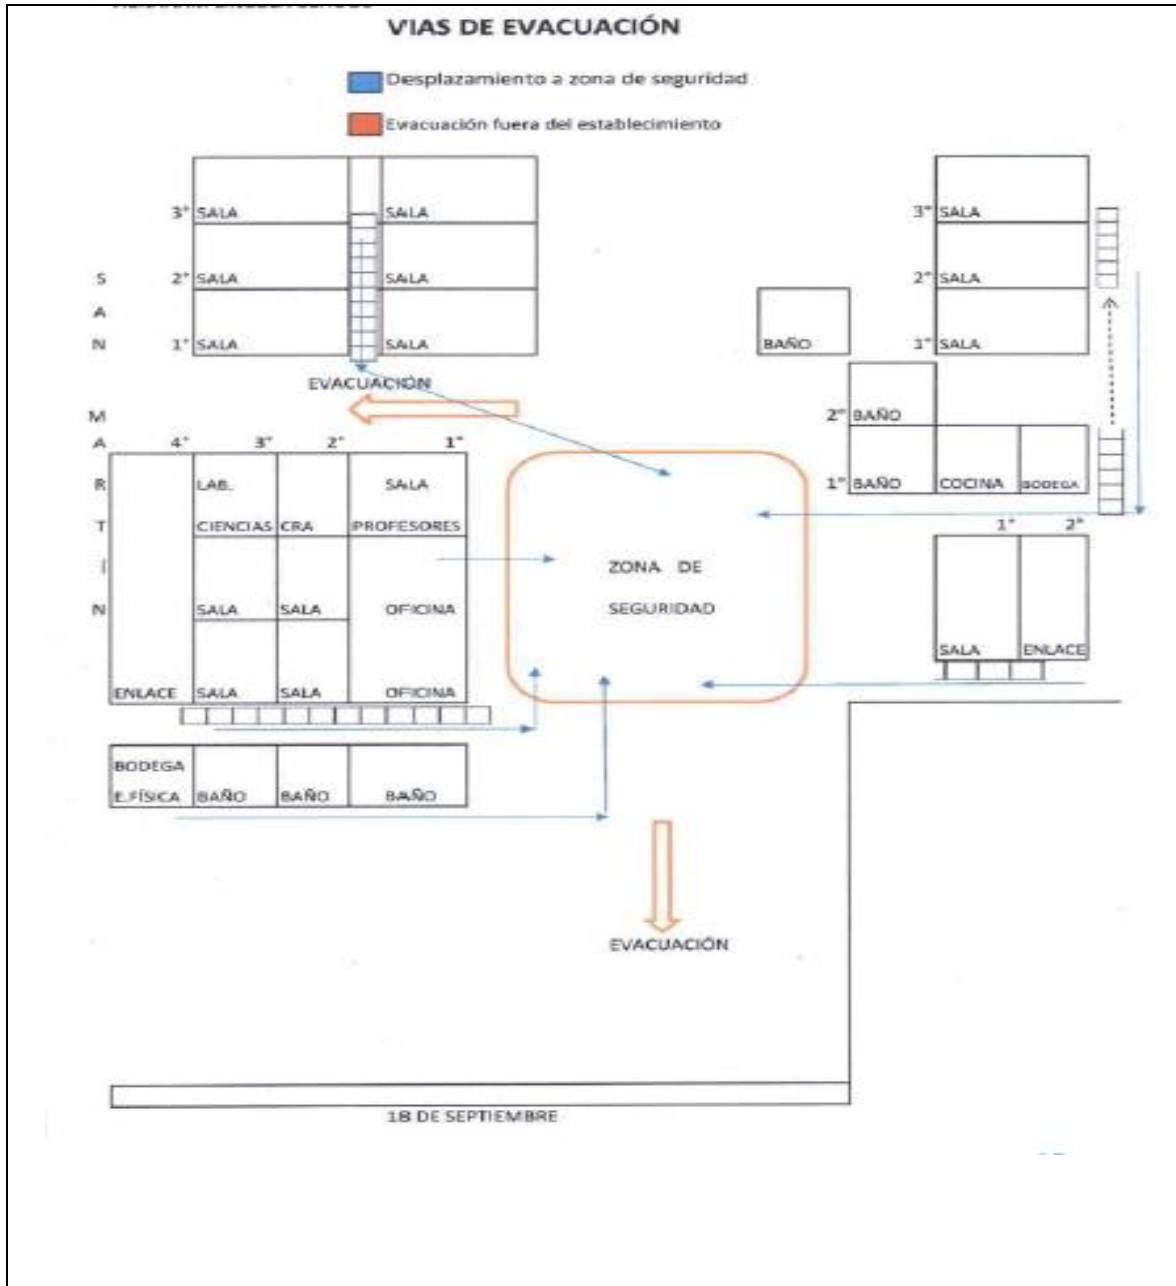 VIAS DE EVACUACIÓN
Desplazamiento a zona de seguridad
Evacuación fuera del establecimiento
3° SALA SALA
2° SALA SALA
1° SALA SALA
3° SALA
2° SALA
1° SALA
BAÑO
SAN MARTÍN
EVACUACIÓN
2° BAÑO
1° BAÑO COCINA BODEGA
4° 3° 2° 1°
LAB. SALA
CIENCIAS CRA PROFESORES
SALA SALA OFICINA
ENLACE SALA SALA OFICINA
ZONA DE
SEGURIDAD
1° 2°
SALA ENLACE
BODEGA
E.FÍSICA BAÑO BAÑO BAÑO
EVACUACIÓN
18 DE SEPTIEMBRE